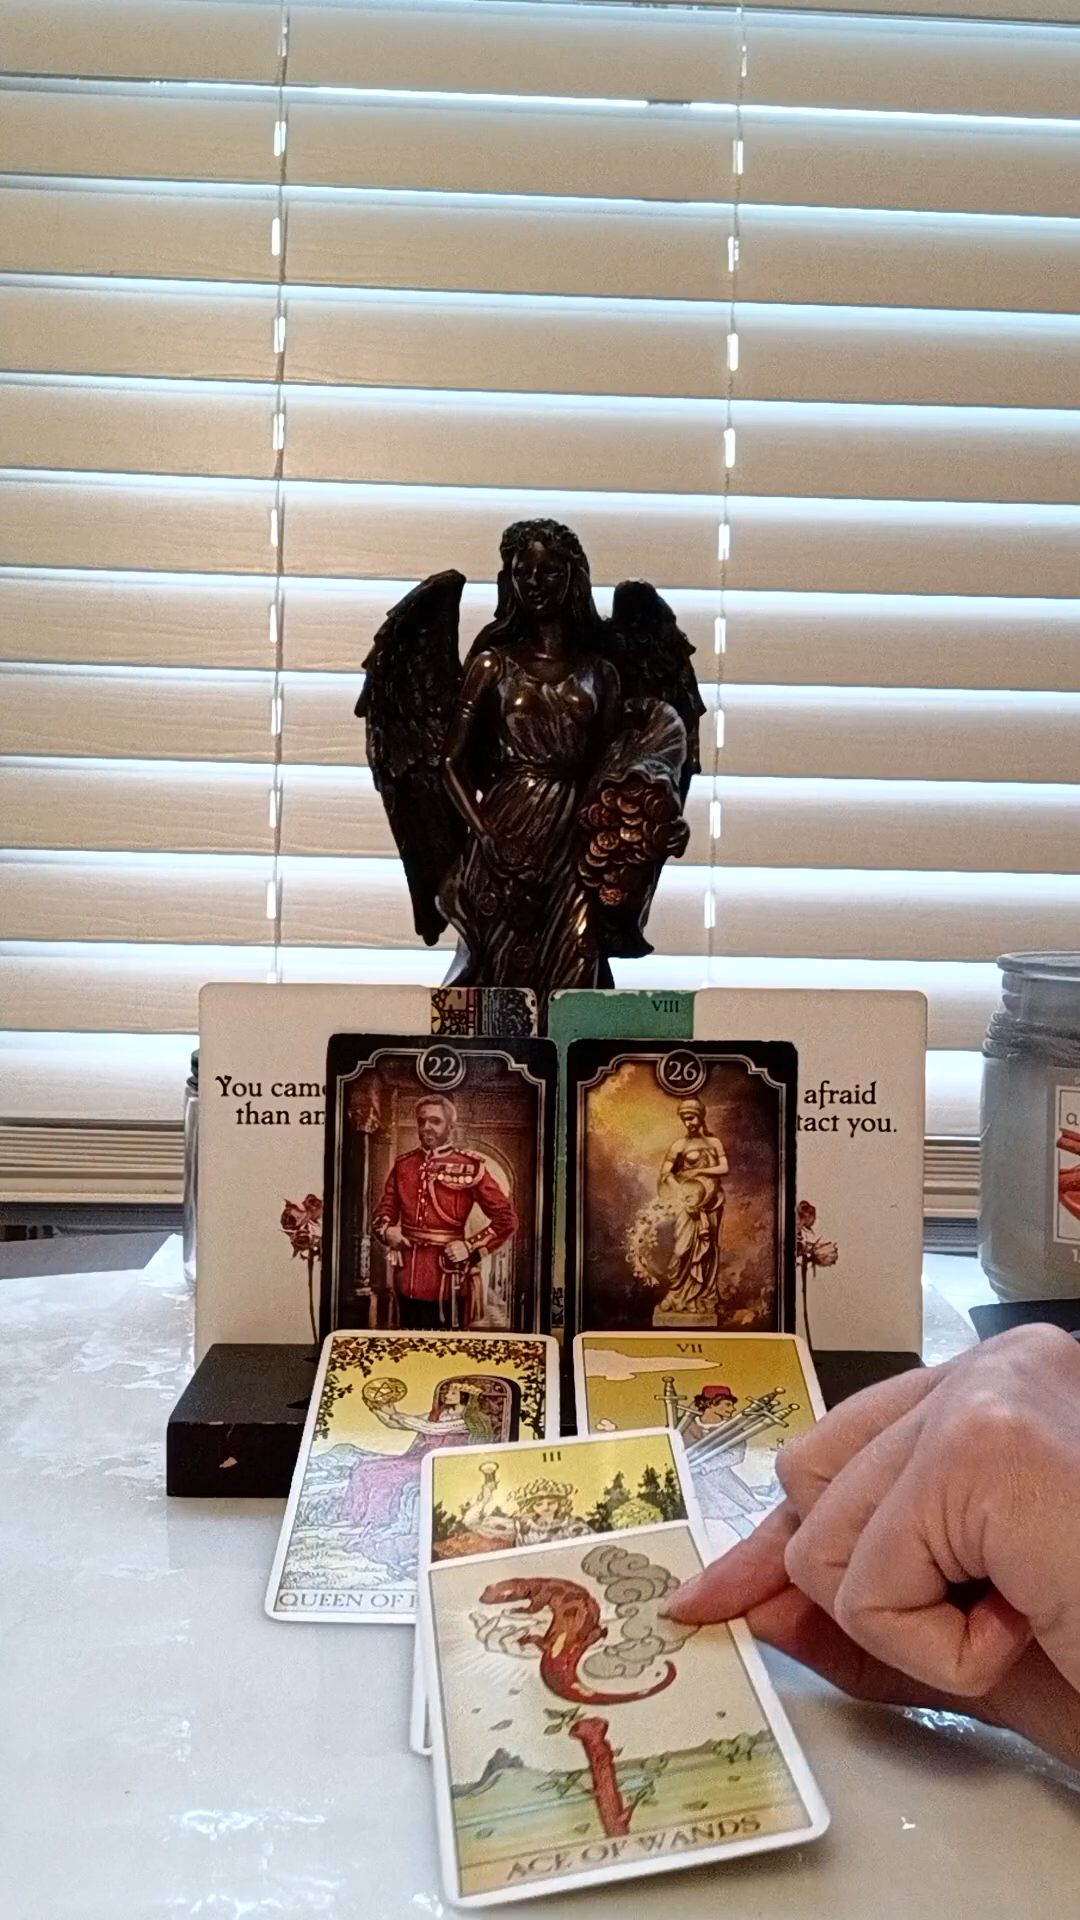 VIII
22
26
You came
than an
afraid
tact you.
VII
III
QUEEN OF
ACE OF WANDS